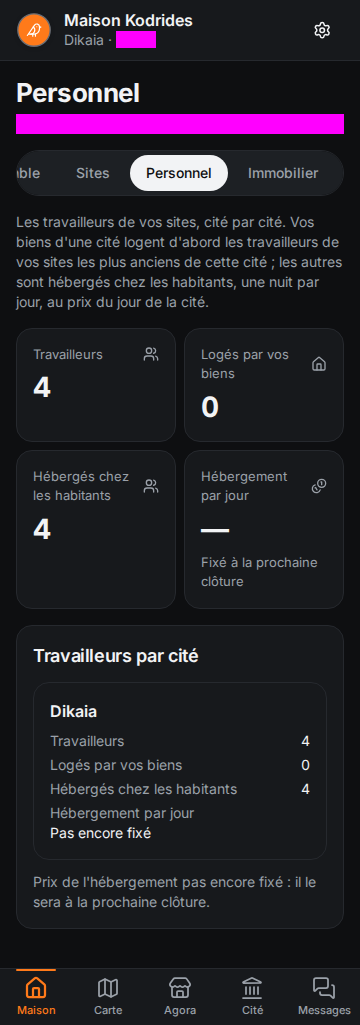 Maison Kodrides
Dikaia ·
Personnel
ble
Sites
Personnel
Immobilier
Les travailleurs de vos sites, cité par cité. Vos
biens d'une cité logent d'abord les travailleurs de
vos sites les plus anciens de cette cité ; les autres
sont hébergés chez les habitants, une nuit par
jour, au prix du jour de la cité.
Travailleurs
4
Logés par vos
biens
0
Hébergés chez
les habitants
4
Hébergement
par jour
—
Fixé à la prochaine
clôture
Travailleurs par cité
Dikaia
Travailleurs 4
Logés par vos biens 0
Hébergés chez les habitants 4
Hébergement par jour
Pas encore fixé
Prix de l'hébergement pas encore fixé : il le
sera à la prochaine clôture.
Maison
Carte
Agora
Cité
Messages